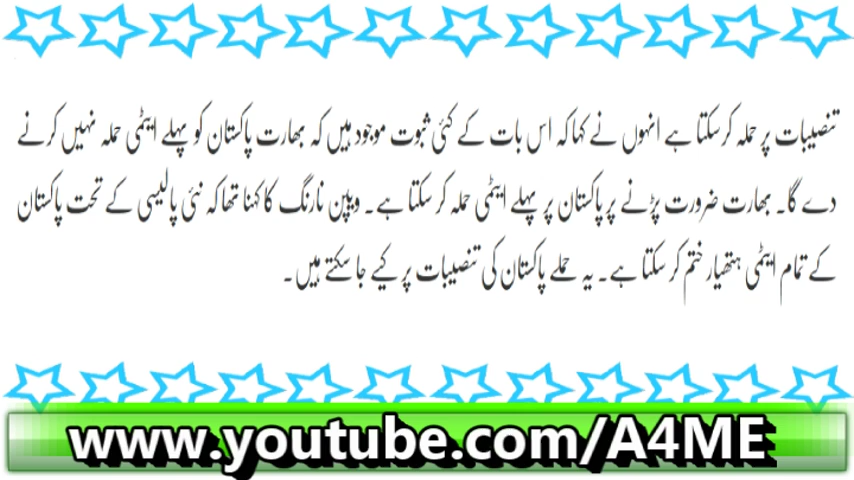 تنصیبات پر حملہ کرسکتا ہے انہوں نے کہا کہ اس بات کے کئی ثبوت موجود ہیں کہ بھارت پاکستان کو پہلے ایٹمی حملہ نہیں کرنے
دے گا۔ بھارت ضرورت پڑنے پر پاکستان پر پہلے ایٹمی حملہ کر سکتا ہے۔ ویپن نارنگ کا کہنا تھا کہ نئی پالیسی کے تحت پاکستان
کے تمام ایٹمی ہتھیار ختم کر سکتا ہے۔ یہ حملے پاکستان کی تنصیبات پر کیے جا سکتے ہیں۔
www.youtube.com/A4ME